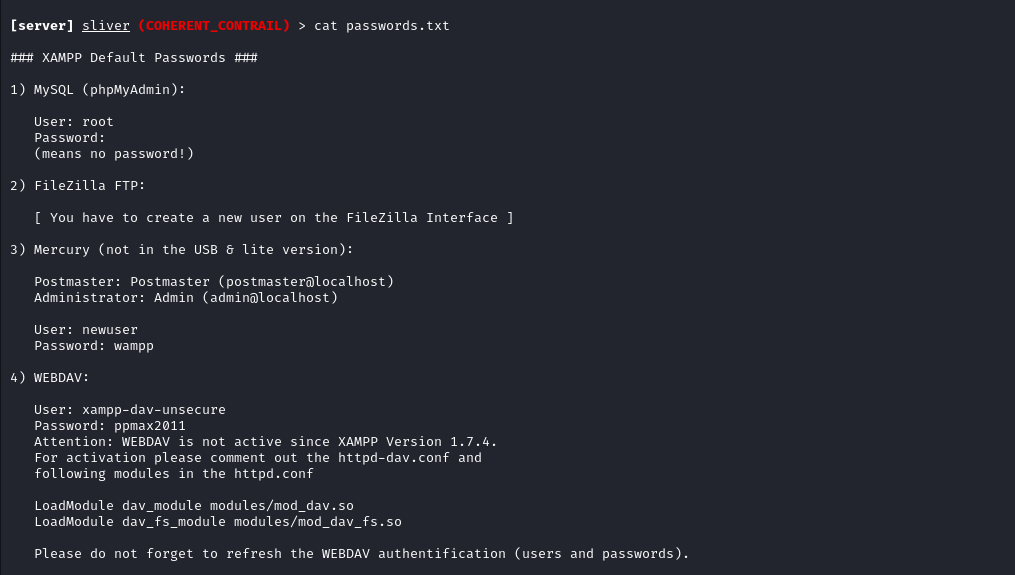 [server] sliver (COHERENT_CONTRAIL) > cat passwords.txt
### XAMPP Default Passwords ###
1) MySQL (phpMyAdmin):
User: root
Password:
(means no password!)
2) FileZilla FTP:
[ You have to create a new user on the FileZilla Interface ]
3) Mercury (not in the USB & lite version):
Postmaster: Postmaster (postmaster@localhost)
Administrator: Admin (admin@localhost)
User: newuser
Password: wampp
4) WEBDAV:
User: xampp-dav-unsecure
Password: ppmax2011
Attention: WEBDAV is not active since XAMPP Version 1.7.4.
For activation please comment out the httpd-dav.conf and
following modules in the httpd.conf
LoadModule dav_module modules/mod_dav.so
LoadModule dav_fs_module modules/mod_dav_fs.so
Please do not forget to refresh the WEBDAV authentification (users and passwords).